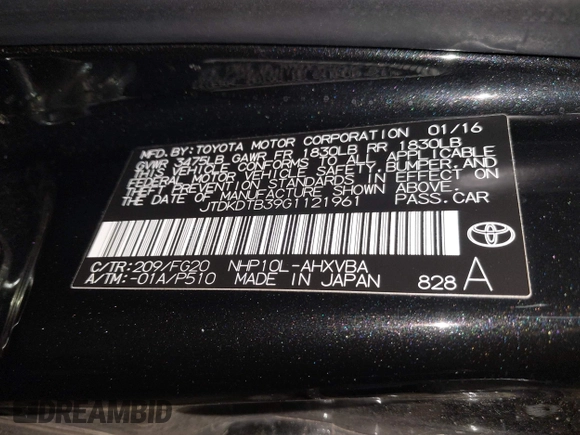 MFD. BY: TOYOTA MOTOR CORPORATION 01/16
GVWR 3475LB GAWR FR 1830LB RR 1830LB
THIS VEHICLE CONFORMS TO ALL APPLICABLE
FEDERAL MOTOR VEHICLE SAFETY, BUMPER, AND
THEFT PREVENTION STANDARDS IN EFFECT ON
THE DATE OF MANUFACTURE SHOWN ABOVE.
JTDKDTB39G1121961 PASS.CAR
C/TR: 209/FG20 NHP10L-AHXVBA
A/TM: -01A/P510 MADE IN JAPAN 828 A
DREAMBID